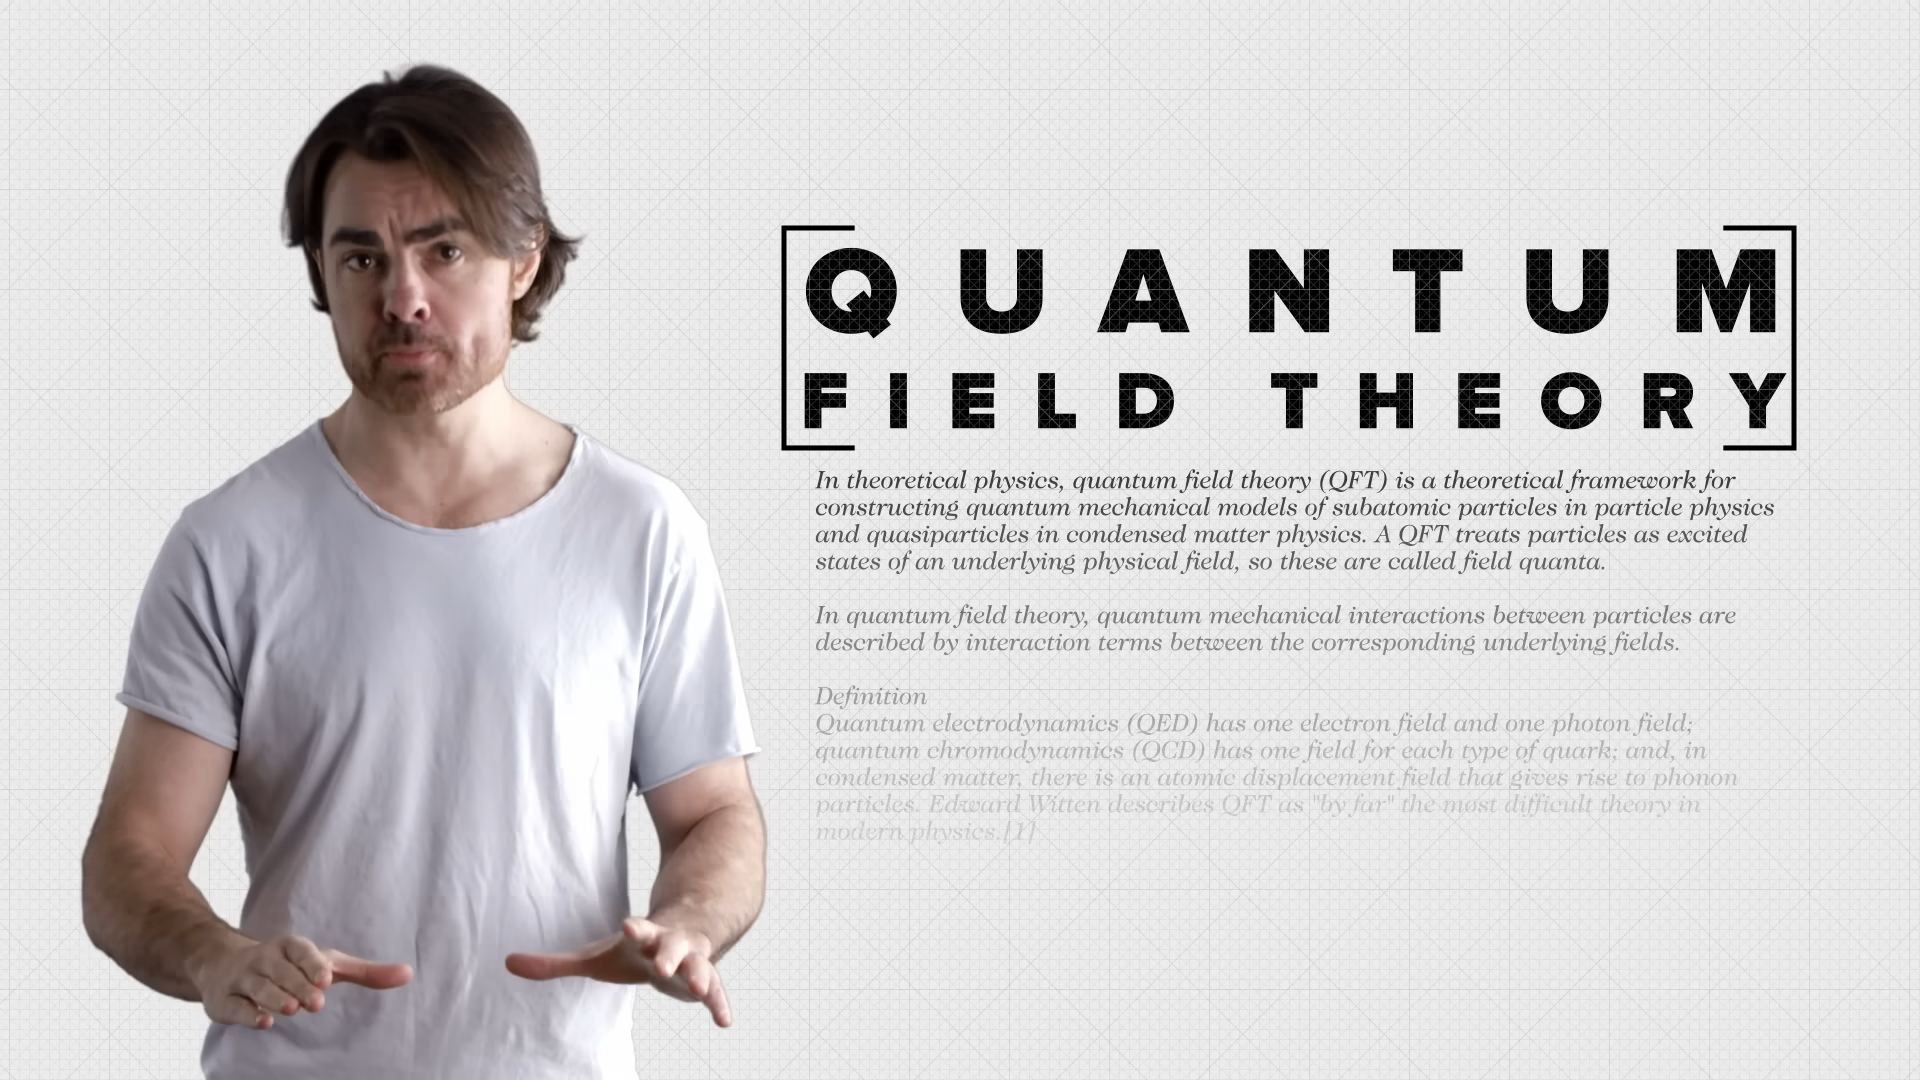 QUANTUM
FIELD THEORY
In theoretical physics, quantum field theory (QFT) is a theoretical framework for
constructing quantum mechanical models of subatomic particles in particle physics
and quasiparticles in condensed matter physics. A QFT treats particles as excited
states of an underlying physical field, so these are called field quanta.
In quantum field theory, quantum mechanical interactions between particles are
described by interaction terms between the corresponding underlying fields.
Definition
Quantum electrodynamics (QED) has one electron field and one photon field;
quantum chromodynamics (QCD) has one field for each type of quark; and, in
condensed matter, there is an atomic displacement field that gives rise to phonon
particles. Edward Witten describes QFT as "by far" the most difficult theory in
modern physics.[1]